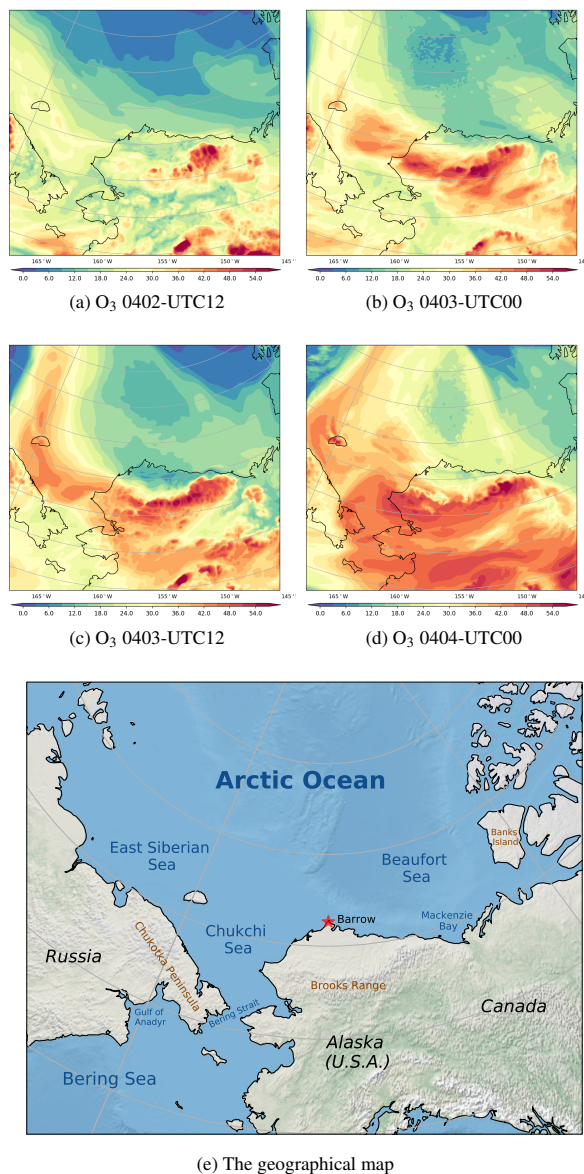 165°W 160°W 155°W 150°W 145°
0.0 6.0 12.0 18.0 24.0 30.0 36.0 42.0 48.0 54.0
(a) O₃ 0402-UTC12
165°W 160°W 155°W 150°W 14
0.0 6.0 12.0 18.0 24.0 30.0 36.0 42.0 48.0 54.0
(b) O₃ 0403-UTC00
165°W 160°W 155°W 150°W 145°
0.0 6.0 12.0 18.0 24.0 30.0 36.0 42.0 48.0 54.0
(c) O₃ 0403-UTC12
165°W 160°W 155°W 150°W 14
0.0 6.0 12.0 18.0 24.0 30.0 36.0 42.0 48.0 54.0
(d) O₃ 0404-UTC00
Arctic Ocean
Banks
Island
East Siberian
Sea
Beaufort
Sea
Barrow
Mackenzie
Bay
Chukchi
Sea
Russia
Chukotka Peninsula
Brooks Range
Canada
Gulf of
Anadyr
Bering Strait
Alaska
(U.S.A.)
Bering Sea
(e) The geographical map